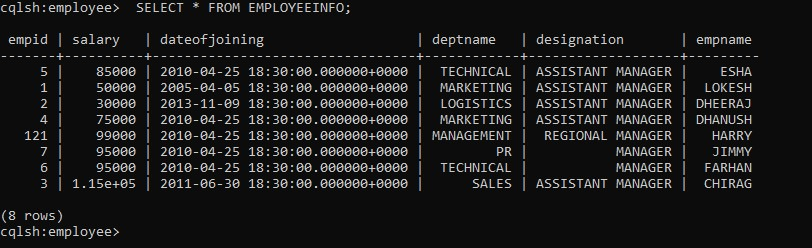 cqlsh:employee>  SELECT * FROM EMPLOYEEINFO;
 empid | salary   | dateofjoining                   | deptname   | designation       | empname
-------+----------+---------------------------------+------------+-------------------+---------
     5 |    85000 | 2010-04-25 18:30:00.000000+0000 |  TECHNICAL | ASSISTANT MANAGER |    ESHA
     1 |    50000 | 2005-04-05 18:30:00.000000+0000 |  MARKETING | ASSISTANT MANAGER |  LOKESH
     2 |    30000 | 2013-11-09 18:30:00.000000+0000 |  LOGISTICS | ASSISTANT MANAGER | DHEERAJ
     4 |    75000 | 2010-04-25 18:30:00.000000+0000 |  MARKETING | ASSISTANT MANAGER | DHANUSH
   121 |    99000 | 2010-04-25 18:30:00.000000+0000 | MANAGEMENT |  REGIONAL MANAGER |   HARRY
     7 |    95000 | 2010-04-25 18:30:00.000000+0000 |         PR |           MANAGER |   JIMMY
     6 |    95000 | 2010-04-25 18:30:00.000000+0000 |  TECHNICAL |           MANAGER |  FARHAN
     3 | 1.15e+05 | 2011-06-30 18:30:00.000000+0000 |      SALES | ASSISTANT MANAGER |  CHIRAG
(8 rows)
cqlsh:employee>